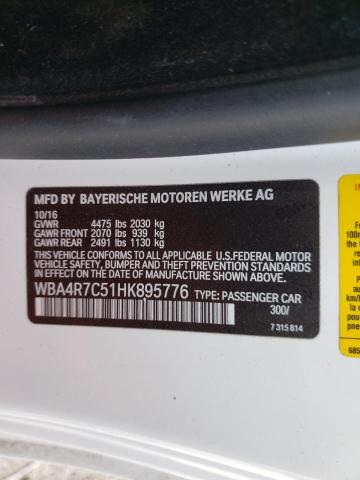 MFD BY BAYERISCHE MOTOREN WERKE AG
10/16
GVWR 4475 lbs 2030 kg
GAWR FRONT 2070 lbs 939 kg
GAWR REAR 2491 lbs 1130 kg
THIS VEHICLE CONFORMS TO ALL APPLICABLE U.S. FEDERAL MOTOR
VEHICLE SAFETY, BUMPER AND THEFT PREVENTION STANDARDS
IN EFFECT ON THE DATE OF MANUFACTURE SHOWN ABOVE.
WBA4R7C51HK895776 TYPE: PASSENGER CAR
300/
7 315 814